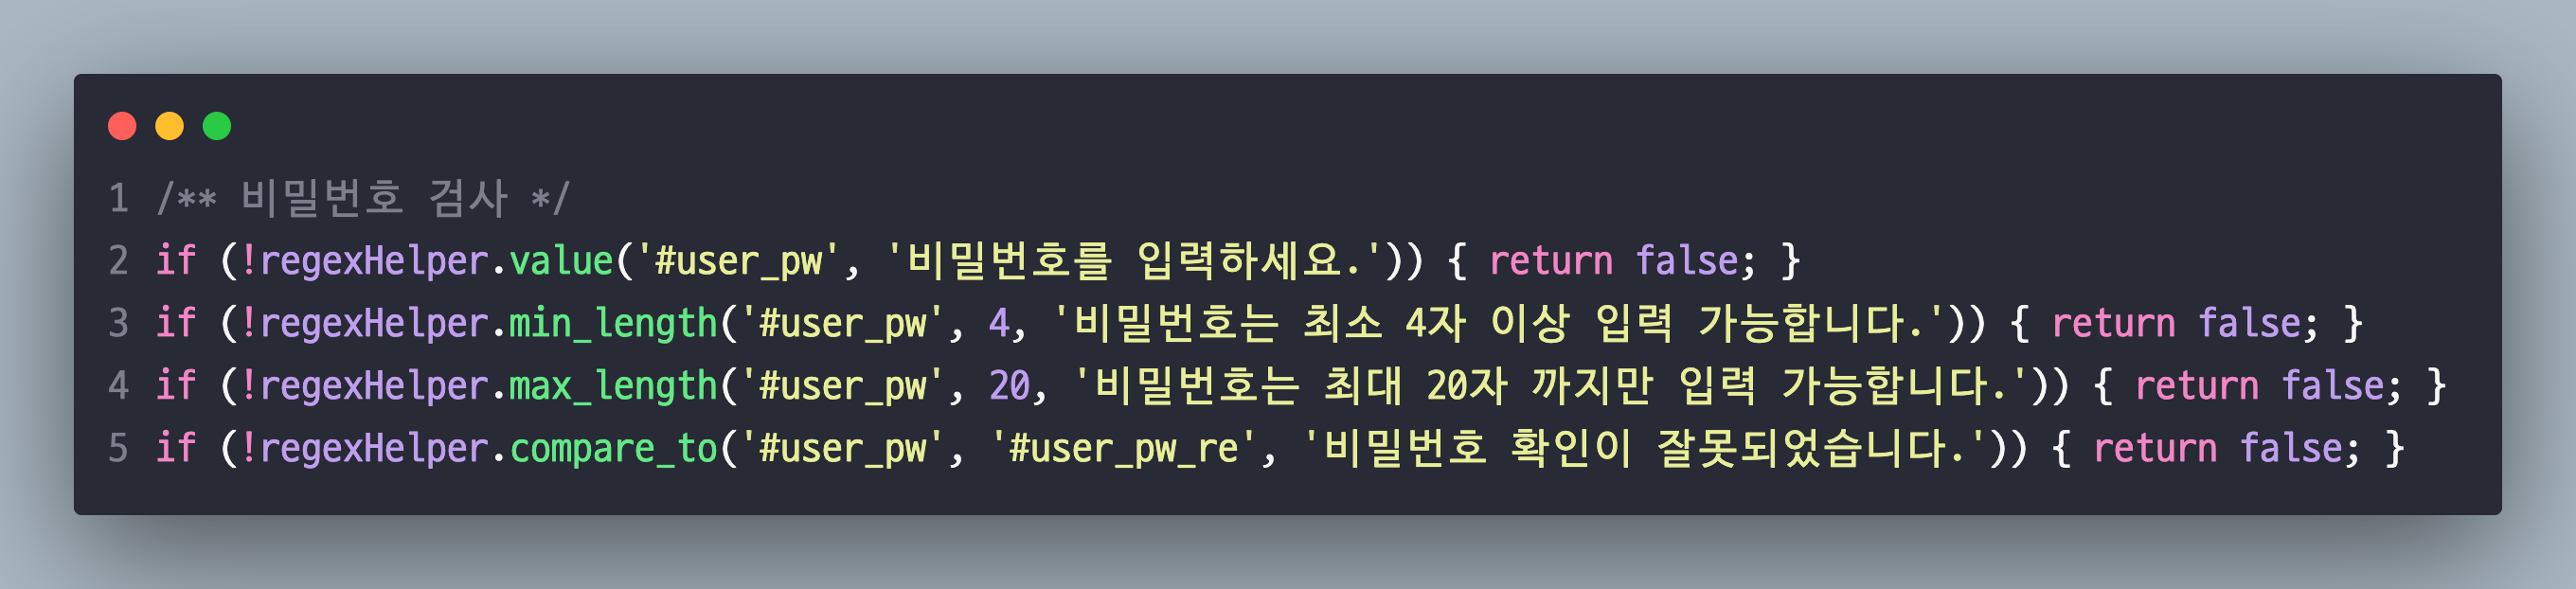 1 /** 비밀번호 검사 */
2 if (!regexHelper.value('#user_pw', '비밀번호를 입력하세요.')) { return false; }
3 if (!regexHelper.min_length('#user_pw', 4, '비밀번호는 최소 4자 이상 입력 가능합니다.')) { return false; }
4 if (!regexHelper.max_length('#user_pw', 20, '비밀번호는 최대 20자 까지만 입력 가능합니다.')) { return false; }
5 if (!regexHelper.compare_to('#user_pw', '#user_pw_re', '비밀번호 확인이 잘못되었습니다.')) { return false; }